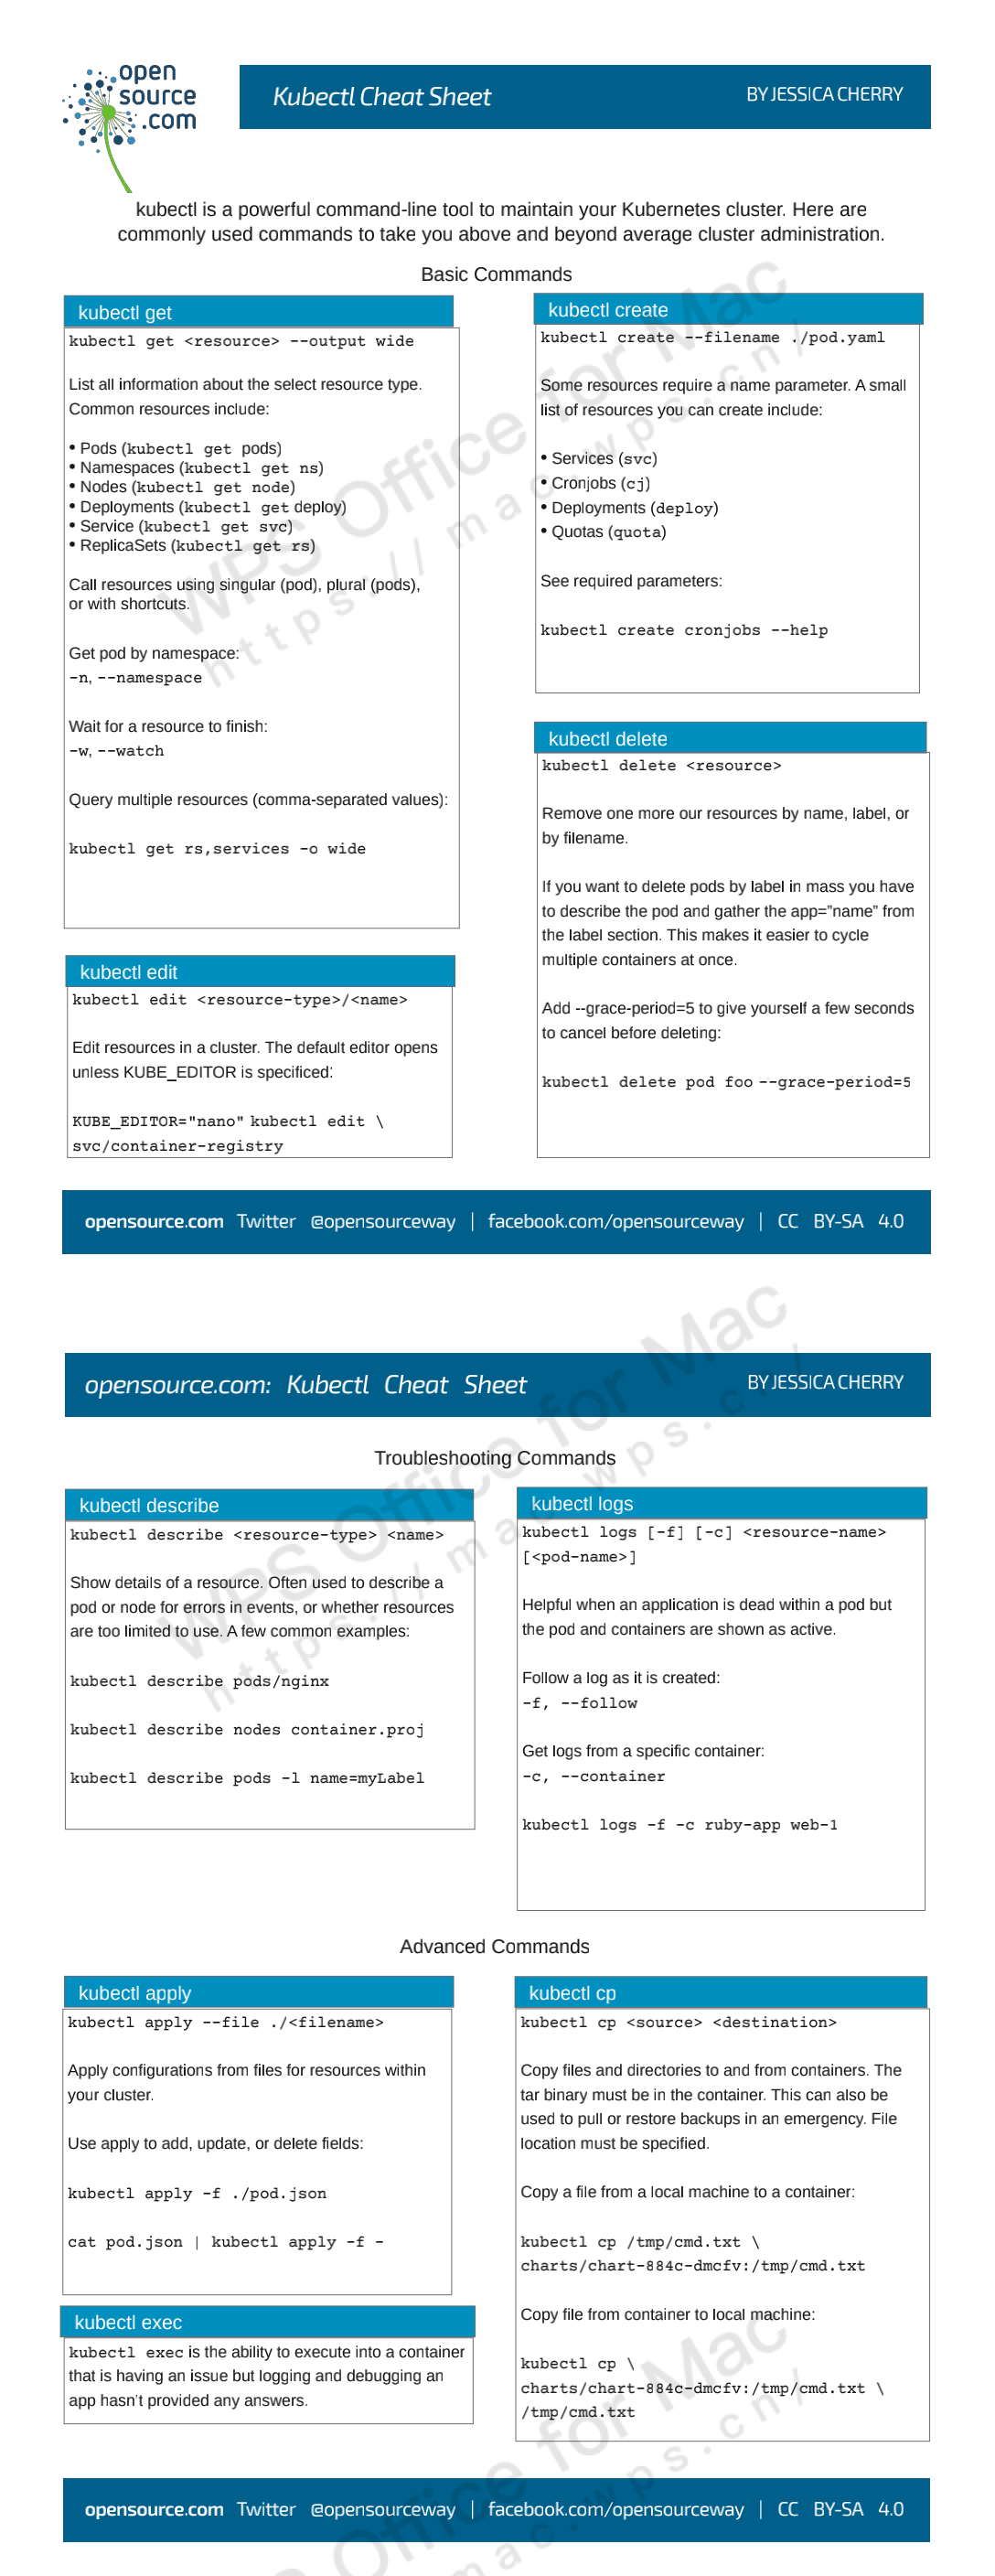 open
source
.com
Kubectl Cheat Sheet
BY JESSICA CHERRY
kubectl is a powerful command-line tool to maintain your Kubernetes cluster. Here are
commonly used commands to take you above and beyond average cluster administration.
Basic Commands
kubectl get
kubectl get <resource> --output wide
List all information about the select resource type.
Common resources include:
• Pods (kubectl get pods)
• Namespaces (kubectl get ns)
• Nodes (kubectl get node)
• Deployments (kubectl get deploy)
• Service (kubectl get svc)
• ReplicaSets (kubectl get rs)
Call resources using singular (pod), plural (pods),
or with shortcuts.
Get pod by namespace:
-n, --namespace
Wait for a resource to finish:
-w, --watch
Query multiple resources (comma-separated values):
kubectl get rs,services -o wide
kubectl edit
kubectl edit <resource-type>/<name>
Edit resources in a cluster. The default editor opens
unless KUBE_EDITOR is specificed:
KUBE_EDITOR="nano" kubectl edit \
svc/container-registry
kubectl create
kubectl create --filename ./pod.yaml
Some resources require a name parameter. A small
list of resources you can create include:
• Services (svc)
• Cronjobs (cj)
• Deployments (deploy)
• Quotas (quota)
See required parameters:
kubectl create cronjobs --help
kubectl delete
kubectl delete <resource>
Remove one more our resources by name, label, or
by filename.
If you want to delete pods by label in mass you have
to describe the pod and gather the app=”name” from
the label section. This makes it easier to cycle
multiple containers at once.
Add --grace-period=5 to give yourself a few seconds
to cancel before deleting:
kubectl delete pod foo --grace-period=5
WPS Office for Mac
https://mac.wps.cn/
opensource.com Twitter @opensourceway | facebook.com/opensourceway | CC BY-SA 4.0
opensource.com: Kubectl Cheat Sheet
BY JESSICA CHERRY
Troubleshooting Commands
kubectl describe
kubectl describe <resource-type> <name>
Show details of a resource. Often used to describe a
pod or node for errors in events, or whether resources
are too limited to use. A few common examples:
kubectl describe pods/nginx
kubectl describe nodes container.proj
kubectl describe pods -l name=myLabel
kubectl logs
kubectl logs [-f] [-c] <resource-name>
[<pod-name>]
Helpful when an application is dead within a pod but
the pod and containers are shown as active.
Follow a log as it is created:
-f, --follow
Get logs from a specific container:
-c, --container
kubectl logs -f -c ruby-app web-1
WPS Office for Mac
https://mac.wps.cn/
Advanced Commands
kubectl apply
kubectl apply --file ./<filename>
Apply configurations from files for resources within
your cluster.
Use apply to add, update, or delete fields:
kubectl apply -f ./pod.json
cat pod.json | kubectl apply -f -
kubectl exec
kubectl exec is the ability to execute into a container
that is having an issue but logging and debugging an
app hasn’t provided any answers.
kubectl cp
kubectl cp <source> <destination>
Copy files and directories to and from containers. The
tar binary must be in the container. This can also be
used to pull or restore backups in an emergency. File
location must be specified.
Copy a file from a local machine to a container:
kubectl cp /tmp/cmd.txt \
charts/chart-884c-dmcfv:/tmp/cmd.txt
Copy file from container to local machine:
kubectl cp \
charts/chart-884c-dmcfv:/tmp/cmd.txt \
/tmp/cmd.txt
S Office for Mac
mac.wps.cn/
opensource.com Twitter @opensourceway | facebook.com/opensourceway | CC BY-SA 4.0